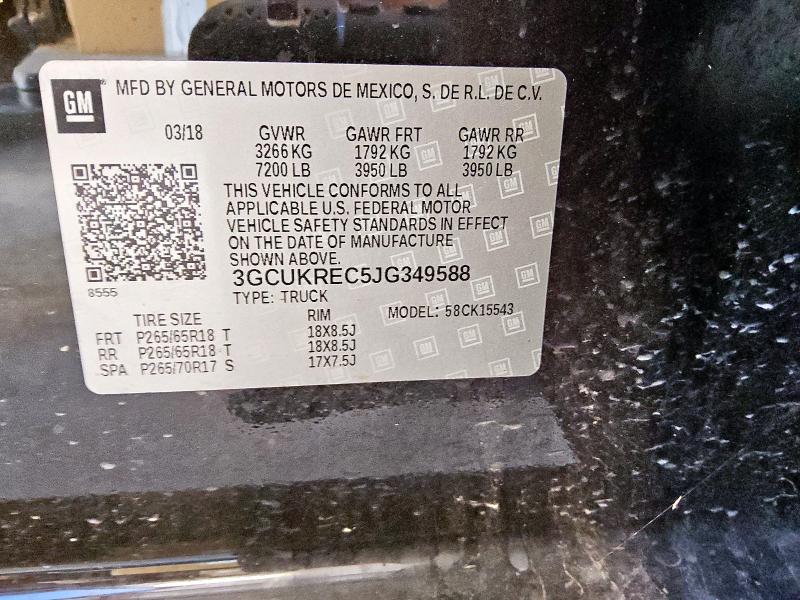 GM MFD BY GENERAL MOTORS DE MEXICO, S. DE R.L. DE C.V.
03/18 GVWR GAWR FRT GAWR RR
3266 KG 1792 KG 1792 KG
7200 LB 3950 LB 3950 LB
THIS VEHICLE CONFORMS TO ALL
APPLICABLE U.S. FEDERAL MOTOR
VEHICLE SAFETY STANDARDS IN EFFECT
ON THE DATE OF MANUFACTURE
SHOWN ABOVE.
8555
3GCUKREC5JG349588
TYPE: TRUCK
MODEL: 58CK15543
TIRE SIZE RIM
FRT P265/65R18 T 18X8.5J
RR P265/65R18 T 18X8.5J
SPA P265/70R17 S 17X7.5J